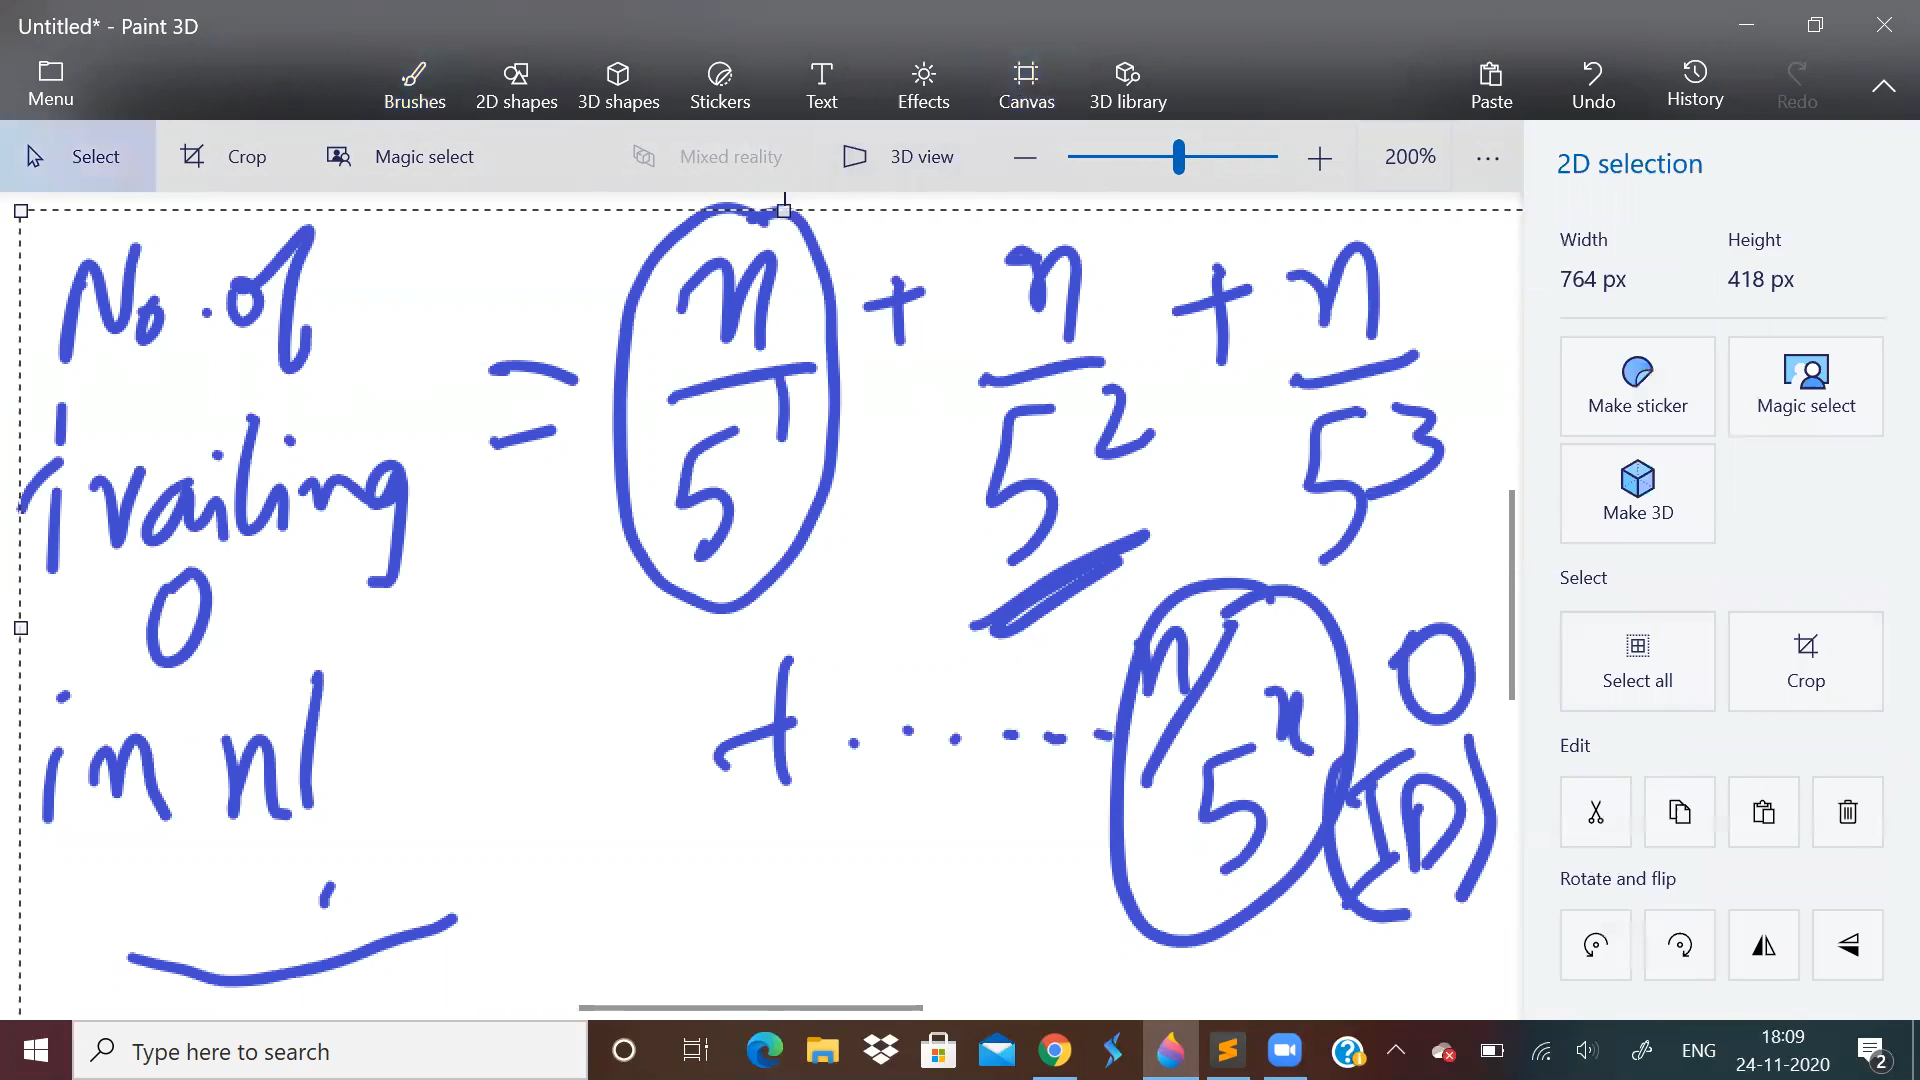 Untitled* - Paint 3D
Menu
Brushes
2D shapes
3D shapes
Stickers
Text
Effects
Canvas
3D library
Paste
Undo
History
Redo
Select
Crop
Magic select
Mixed reality
3D view
200%
No. of
Trailing
0
in n!
= n/5^1 + n/5^2 + n/5^3
+ ...... n/5^x
0
(ID)
2D selection
Width
Height
764 px
418 px
Make sticker
Magic select
Make 3D
Select
Select all
Crop
Edit
Rotate and flip
Type here to search
ENG
18:09
24-11-2020
2